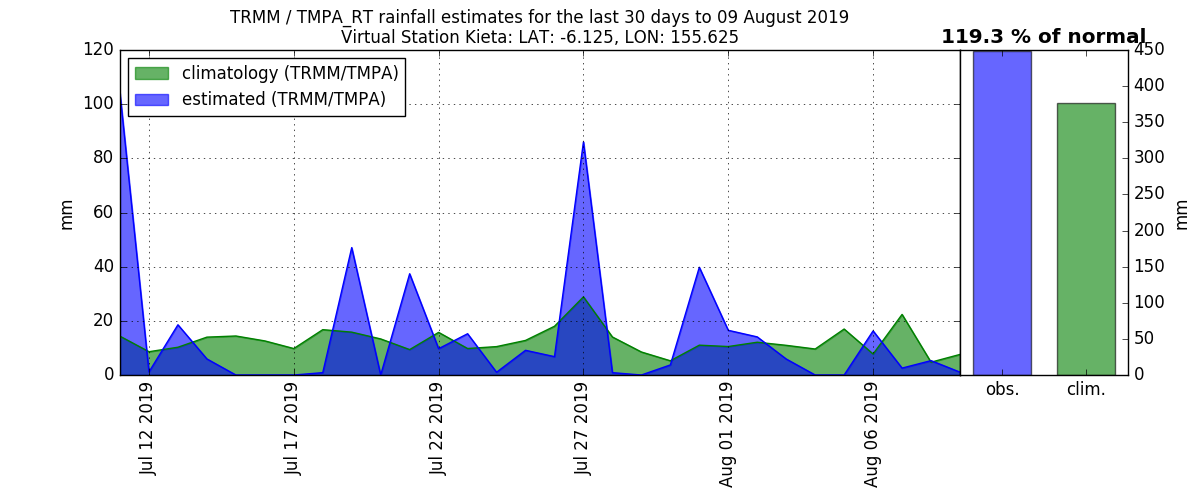 TRMM / TMPA_RT rainfall estimates for the last 30 days to 09 August 2019
Virtual Station Kieta: LAT: -6.125, LON: 155.625
119.3 % of normal
climatology (TRMM/TMPA)
estimated (TRMM/TMPA)
mm
120
100
80
60
40
20
0
Jul 12 2019
Jul 17 2019
Jul 22 2019
Jul 27 2019
Aug 01 2019
Aug 06 2019
obs.
clim.
450
400
350
300
250
200
150
100
50
0
mm